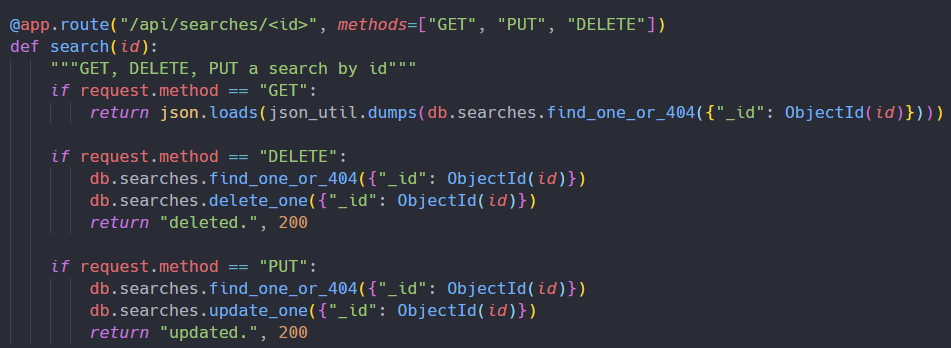 @app.route("/api/searches/<id>", methods=["GET", "PUT", "DELETE"])
def search(id):
    """GET, DELETE, PUT a search by id"""
    if request.method == "GET":
        return json.loads(json_util.dumps(db.searches.find_one_or_404({"_id": ObjectId(id)})))

    if request.method == "DELETE":
        db.searches.find_one_or_404({"_id": ObjectId(id)})
        db.searches.delete_one({"_id": ObjectId(id)})
        return "deleted.", 200

    if request.method == "PUT":
        db.searches.find_one_or_404({"_id": ObjectId(id)})
        db.searches.update_one({"_id": ObjectId(id)})
        return "updated.", 200